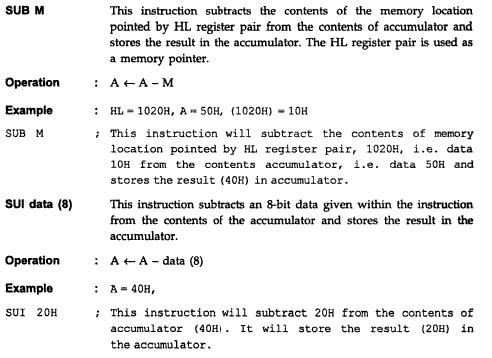 SUB M This instruction subtracts the contents of the memory location
pointed by HL register pair from the contents of accumulator and
stores the result in the accumulator. The HL register pair is used as
a memory pointer.
Operation : A ← A – M
Example : HL = 1020H, A = 50H, (1020H) = 10H
SUB M ; This instruction will subtract the contents of memory
location pointed by HL register pair, 1020H, i.e. data
10H from the contents accumulator, i.e. data 50H and
stores the result (40H) in accumulator.
SUI data (8) This instruction subtracts an 8-bit data given within the instruction
from the contents of the accumulator and stores the result in the
accumulator.
Operation : A ← A – data (8)
Example : A = 40H,
SUI 20H ; This instruction will subtract 20H from the contents of
accumulator (40H). It will store the result (20H) in
the accumulator.